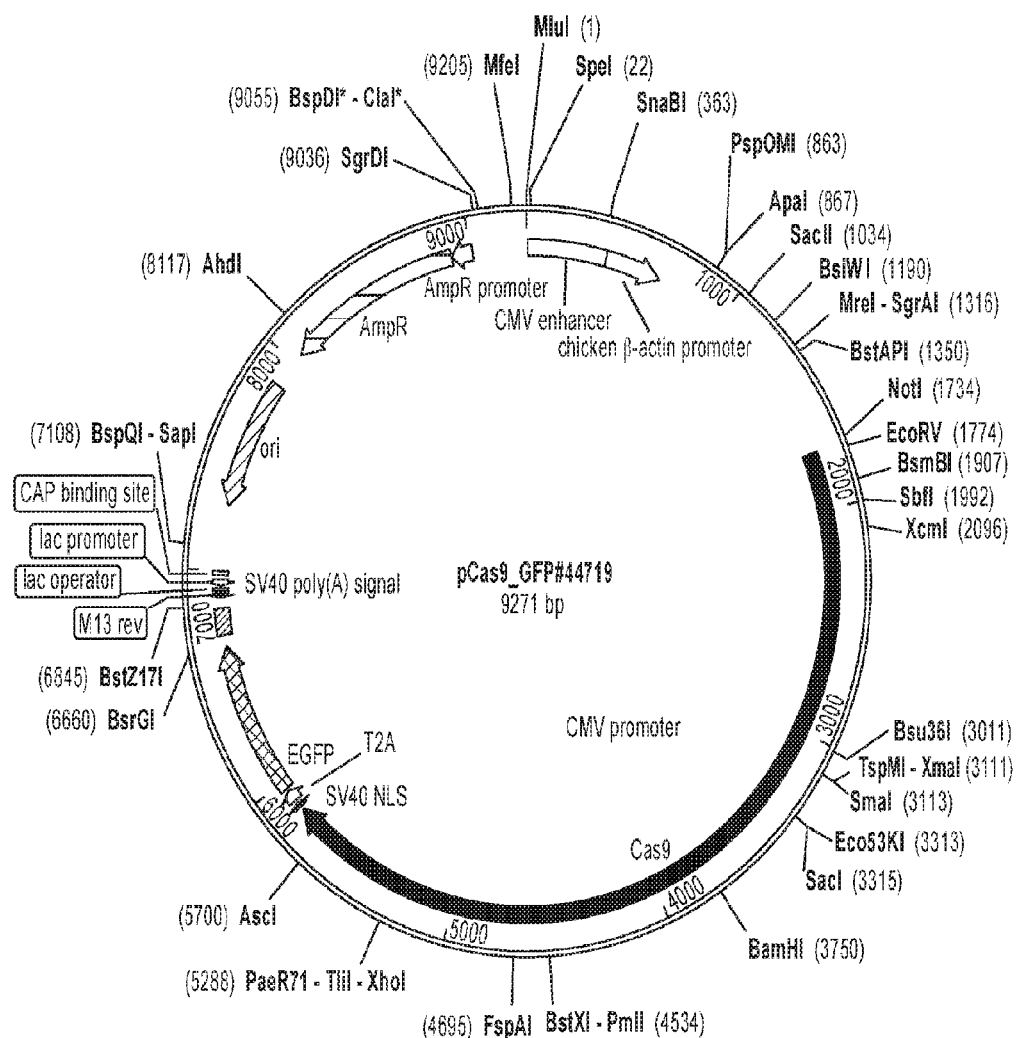 MluI (1)
(9205) MfeI
SpeI (22)
(9055) BspDI* - ClaI*
SnaBI (363)
(9036) SgrDI
PspOMI (863)
ApaI (867)
SacII (1034)
(8117) AhdI
BsiWI (1190)
MreI - SgrAI (1316)
BstAPI (1350)
NotI (1734)
EcoRV (1774)
BsmBI (1907)
SbfI (1992)
XcmI (2096)
(7108) BspQI - SapI
CAP binding site
lac promoter
lac operator
M13 rev
(6845) BstZ17I
(6660) BsrGI
9000
1000
AmpR promoter
CMV enhancer
AmpR
chicken β-actin promoter
8000
ori
2000
pCas9_GFP#44719
9271 bp
SV40 poly(A) signal
7000
CMV promoter
3000
EGFP
T2A
SV40 NLS
6000
Cas9
4000
5000
Bsu36I (3011)
TspMI - XmaI (3111)
SmaI (3113)
Eco53KI (3313)
SacI (3315)
BamHI (3750)
(5700) AscI
(5288) PaeR71 - TliI - XhoI
(4695) FspAI
BstXI - PmlI (4534)